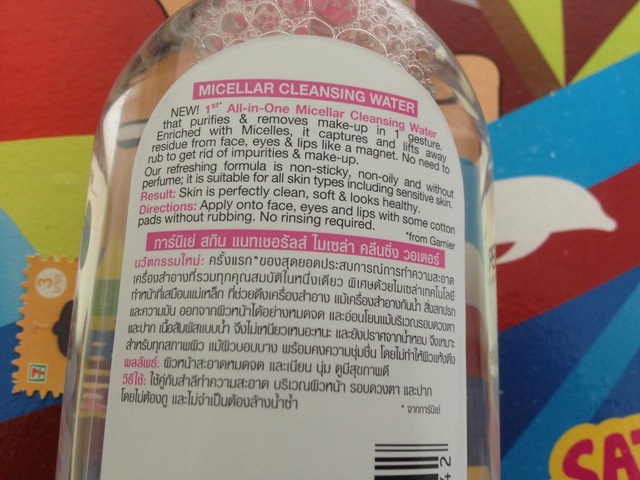 MICELLAR CLEANSING WATER
NEW! 1st* All-in-One Micellar Cleansing Water
that purifies & removes make-up in 1 gesture.
Enriched with Micelles, it captures and lifts away
residue from face, eyes & lips like a magnet. No need to
rub to get rid of impurities & make-up.
Our refreshing formula is non-sticky, non-oily and without
perfume; it is suitable for all skin types including sensitive skin.
Result: Skin is perfectly clean, soft & looks healthy.
Directions: Apply onto face, eyes and lips with some cotton
pads without rubbing. No rinsing required.
*from Garnier
การ์นิเย่ สกิน แนทเชอรัลส์ ไมเซล่า คลีนซิ่ง วอเตอร์
นวัตกรรมใหม่: ครั้งแรก*ของสุดยอดประสบการณ์การทำความสะอาด
เครื่องสำอางที่รวมทุกคุณสมบัติในหนึ่งเดียว พิเศษด้วยไมเซล่าเทคโนโลยี
ทำหน้าที่เสมือนแม่เหล็ก ที่ช่วยดึงเครื่องสำอาง แม้เครื่องสำอางกันน้ำ สิ่งสกปรก
และความมัน ออกจากผิวหน้าได้อย่างหมดจด และอ่อนโยนแม้บริเวณรอบดวงตา
และปาก เนื้อสัมผัสแบบน้ำ จึงไม่เหนียวเหนอะหนะ และยังปราศจากน้ำหอม จึงเหมาะ
สำหรับทุกสภาพผิว แม้ผิวบอบบาง พร้อมคงความชุ่มชื่น โดยไม่ทำให้ผิวแห้งตึง
ผลลัพธ์: ผิวหน้าสะอาดหมดจด และเนียน นุ่ม ดูมีสุขภาพดี
วิธีใช้: ใช้คู่กับสำลีทำความสะอาด บริเวณผิวหน้า รอบดวงตา และปาก
โดยไม่ต้องถู และไม่จำเป็นต้องล้างน้ำซ้ำ
* จากการ์นิเย่
42
3 บาท
SAT